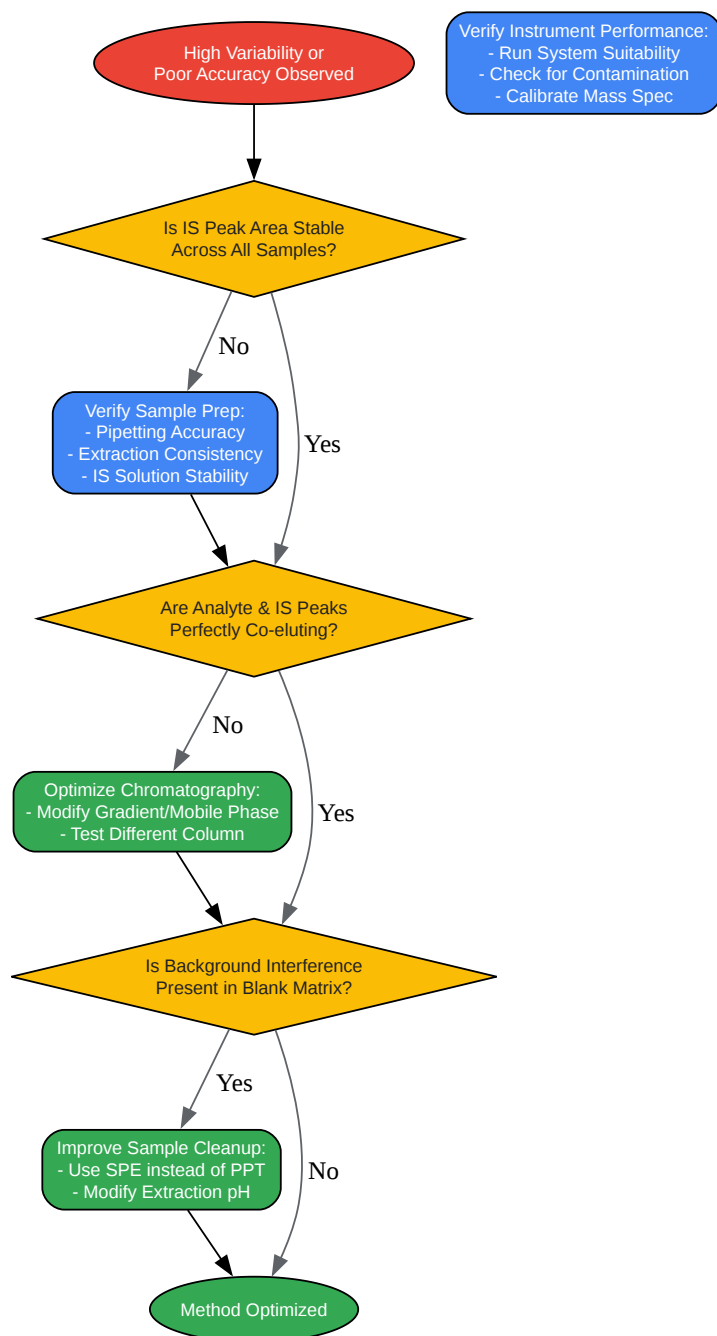 High Variability or
Poor Accuracy Observed
Verify Instrument Performance:
- Run System Suitability
- Check for Contamination
- Calibrate Mass Spec
Is IS Peak Area Stable
Across All Samples?
No
Yes
Verify Sample Prep:
- Pipetting Accuracy
- Extraction Consistency
- IS Solution Stability
Are Analyte & IS Peaks
Perfectly Co-eluting?
No
Yes
Optimize Chromatography:
- Modify Gradient/Mobile Phase
- Test Different Column
Is Background Interference
Present in Blank Matrix?
Yes
No
Improve Sample Cleanup:
- Use SPE instead of PPT
- Modify Extraction pH
Method Optimized